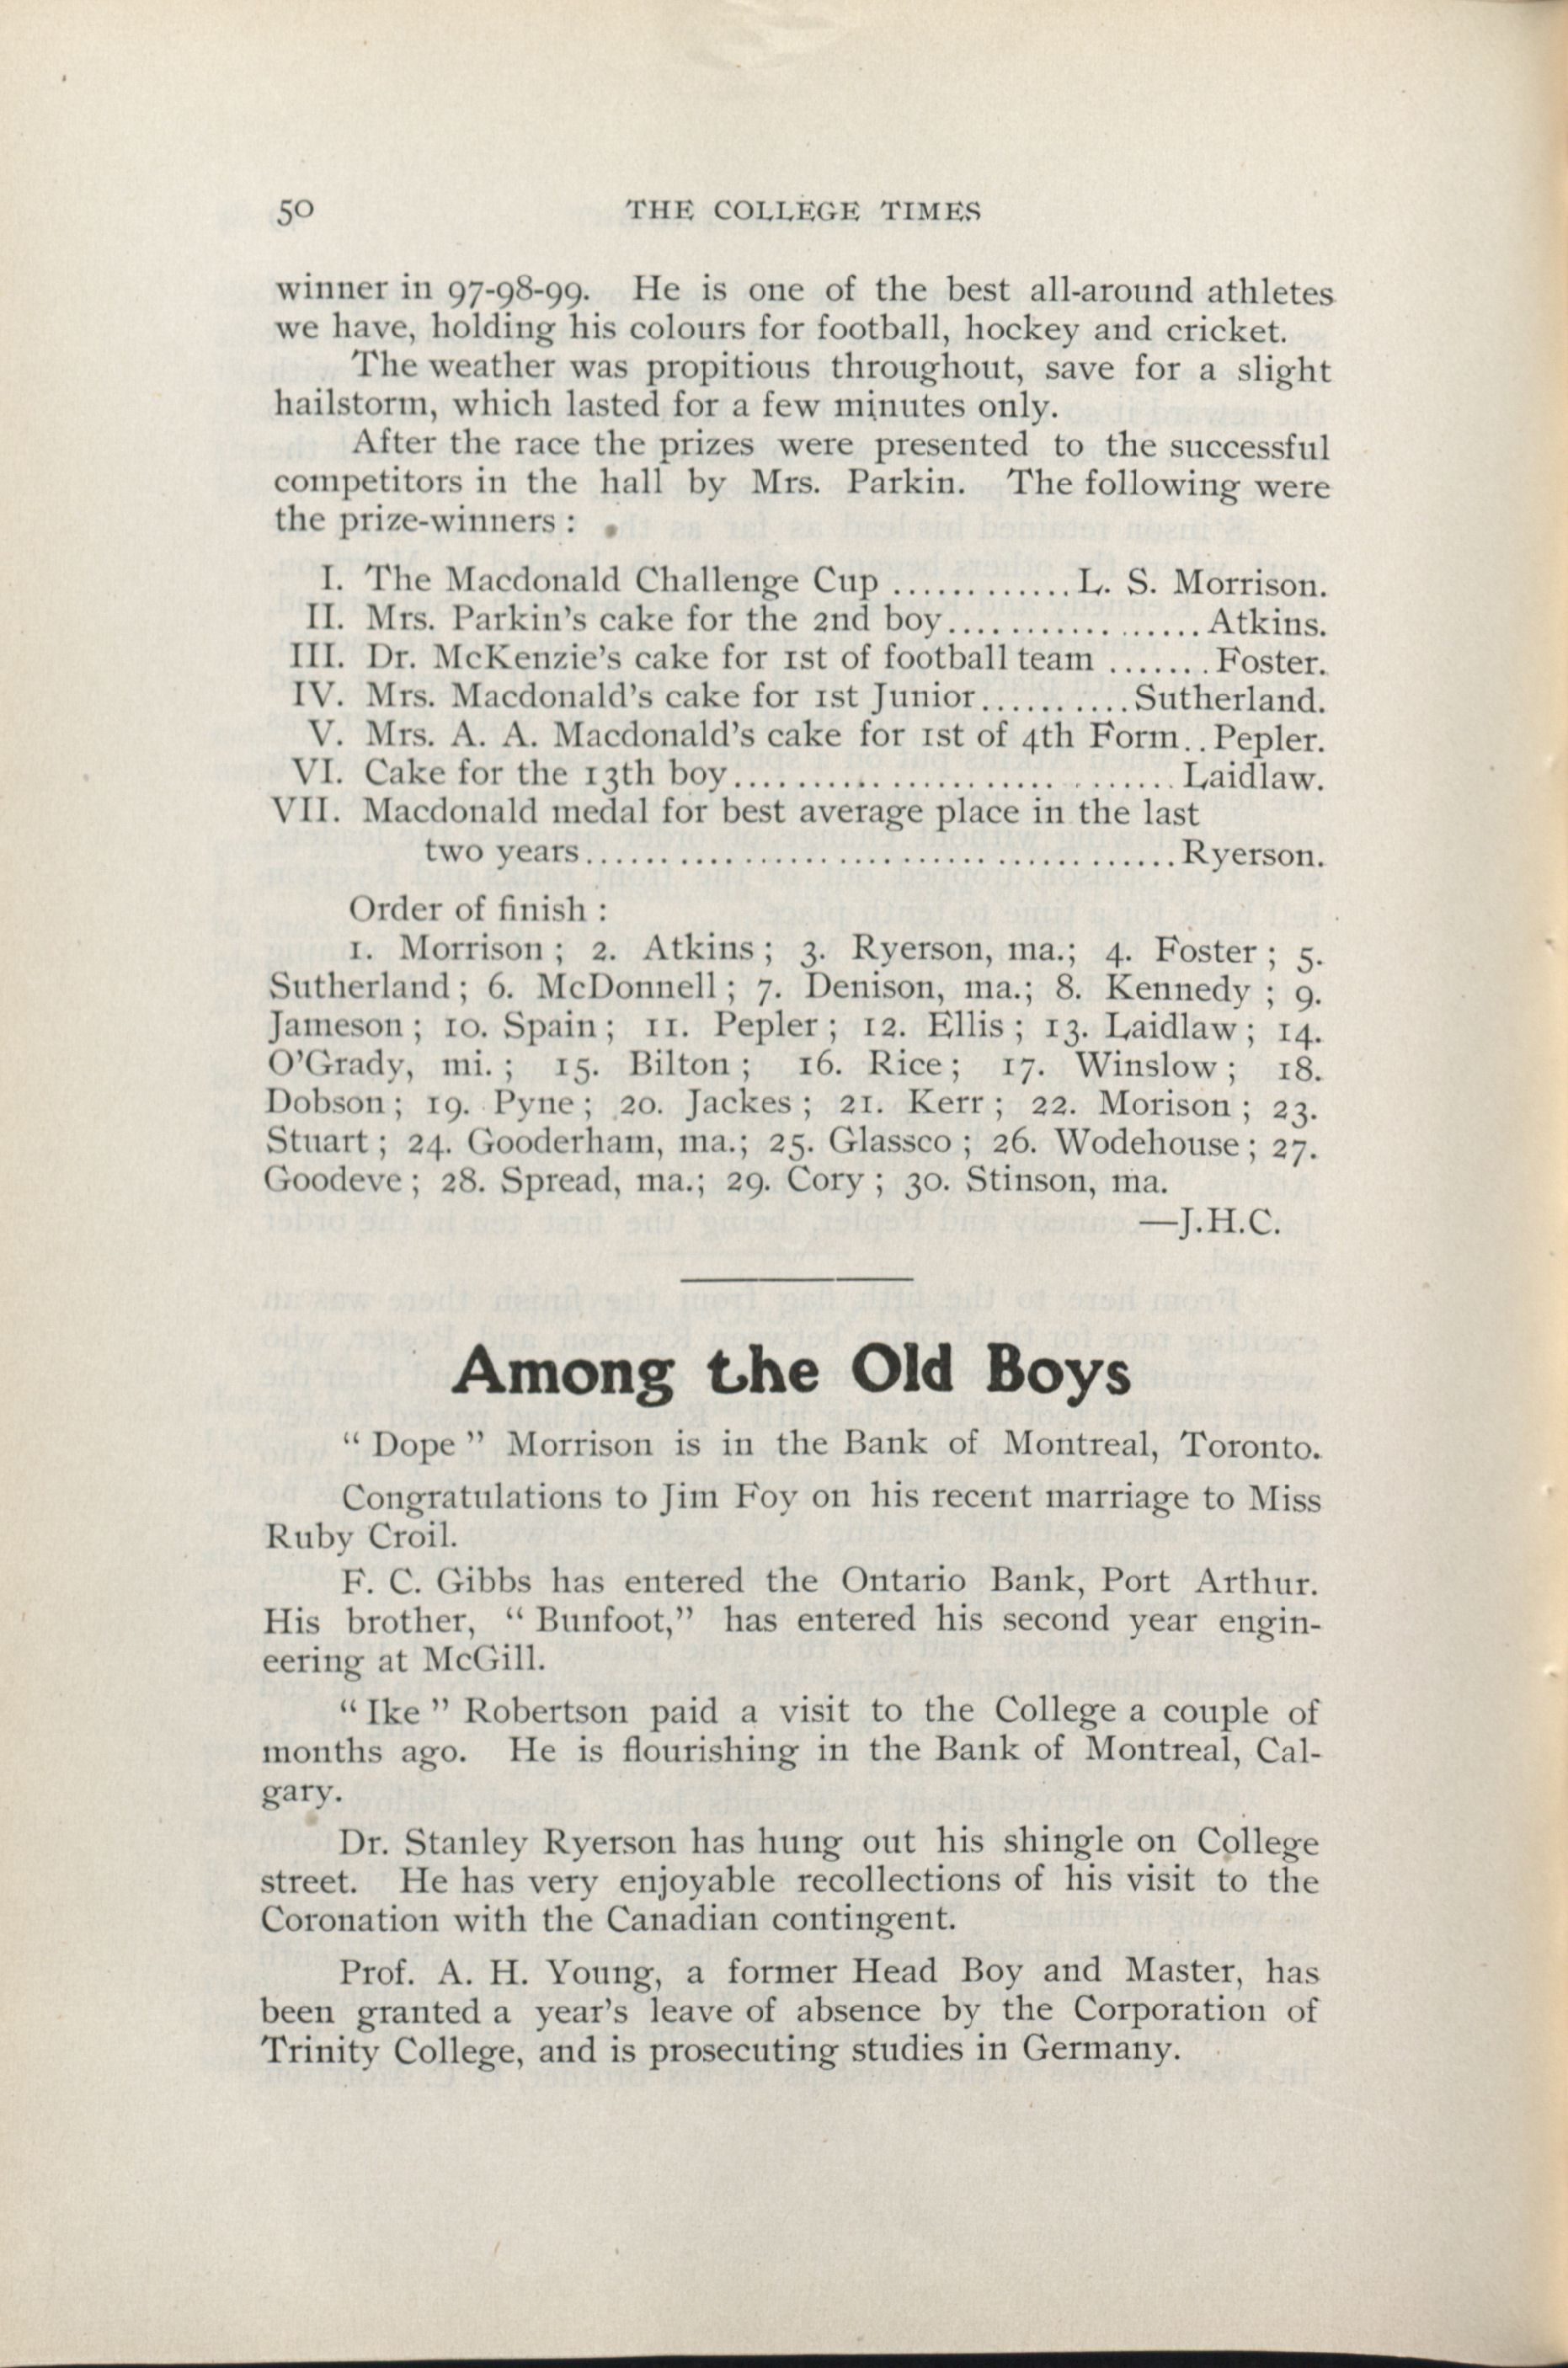 50 THE COLLEGE TIMES
winner in 97-98-99. He is one of the best all-around athletes
we have, holding his colours for football, hockey and cricket.
The weather was propitious throughout, save for a slight
hailstorm, which lasted for a few minutes only.
After the race the prizes were presented to the successful
competitors in the hall by Mrs. Parkin. The following were
the prize-winners :
I. The Macdonald Challenge Cup ............ L. S. Morrison.
II. Mrs. Parkin's cake for the 2nd boy.................. Atkins.
III. Dr. McKenzie's cake for 1st of football team ....... Foster.
IV. Mrs. Macdonald's cake for 1st Junior.......... Sutherland.
V. Mrs. A. A. Macdonald's cake for 1st of 4th Form.. Pepler.
VI. Cake for the 13th boy............................ Laidlaw.
VII. Macdonald medal for best average place in the last
two years...................................... Ryerson.
Order of finish :
1. Morrison ; 2. Atkins ; 3. Ryerson, ma.; 4. Foster ; 5.
Sutherland ; 6. McDonnell ; 7. Denison, ma.; 8. Kennedy ; 9.
Jameson ; 10. Spain ; 11. Pepler ; 12. Ellis ; 13. Laidlaw ; 14.
O'Grady, mi. ; 15. Bilton ; 16. Rice ; 17. Winslow ; 18.
Dobson ; 19. Pyne ; 20. Jackes ; 21. Kerr ; 22. Morison ; 23.
Stuart ; 24. Gooderham, ma.; 25. Glassco ; 26. Wodehouse ; 27.
Goodeve ; 28. Spread, ma.; 29. Cory ; 30. Stinson, ma.
—J.H.C.
Among the Old Boys
" Dope " Morrison is in the Bank of Montreal, Toronto.
Congratulations to Jim Foy on his recent marriage to Miss
Ruby Croil.
F. C. Gibbs has entered the Ontario Bank, Port Arthur.
His brother, " Bunfoot," has entered his second year engin-
eering at McGill.
" Ike " Robertson paid a visit to the College a couple of
months ago. He is flourishing in the Bank of Montreal, Cal-
gary.
Dr. Stanley Ryerson has hung out his shingle on College
street. He has very enjoyable recollections of his visit to the
Coronation with the Canadian contingent.
Prof. A. H. Young, a former Head Boy and Master, has
been granted a year's leave of absence by the Corporation of
Trinity College, and is prosecuting studies in Germany.